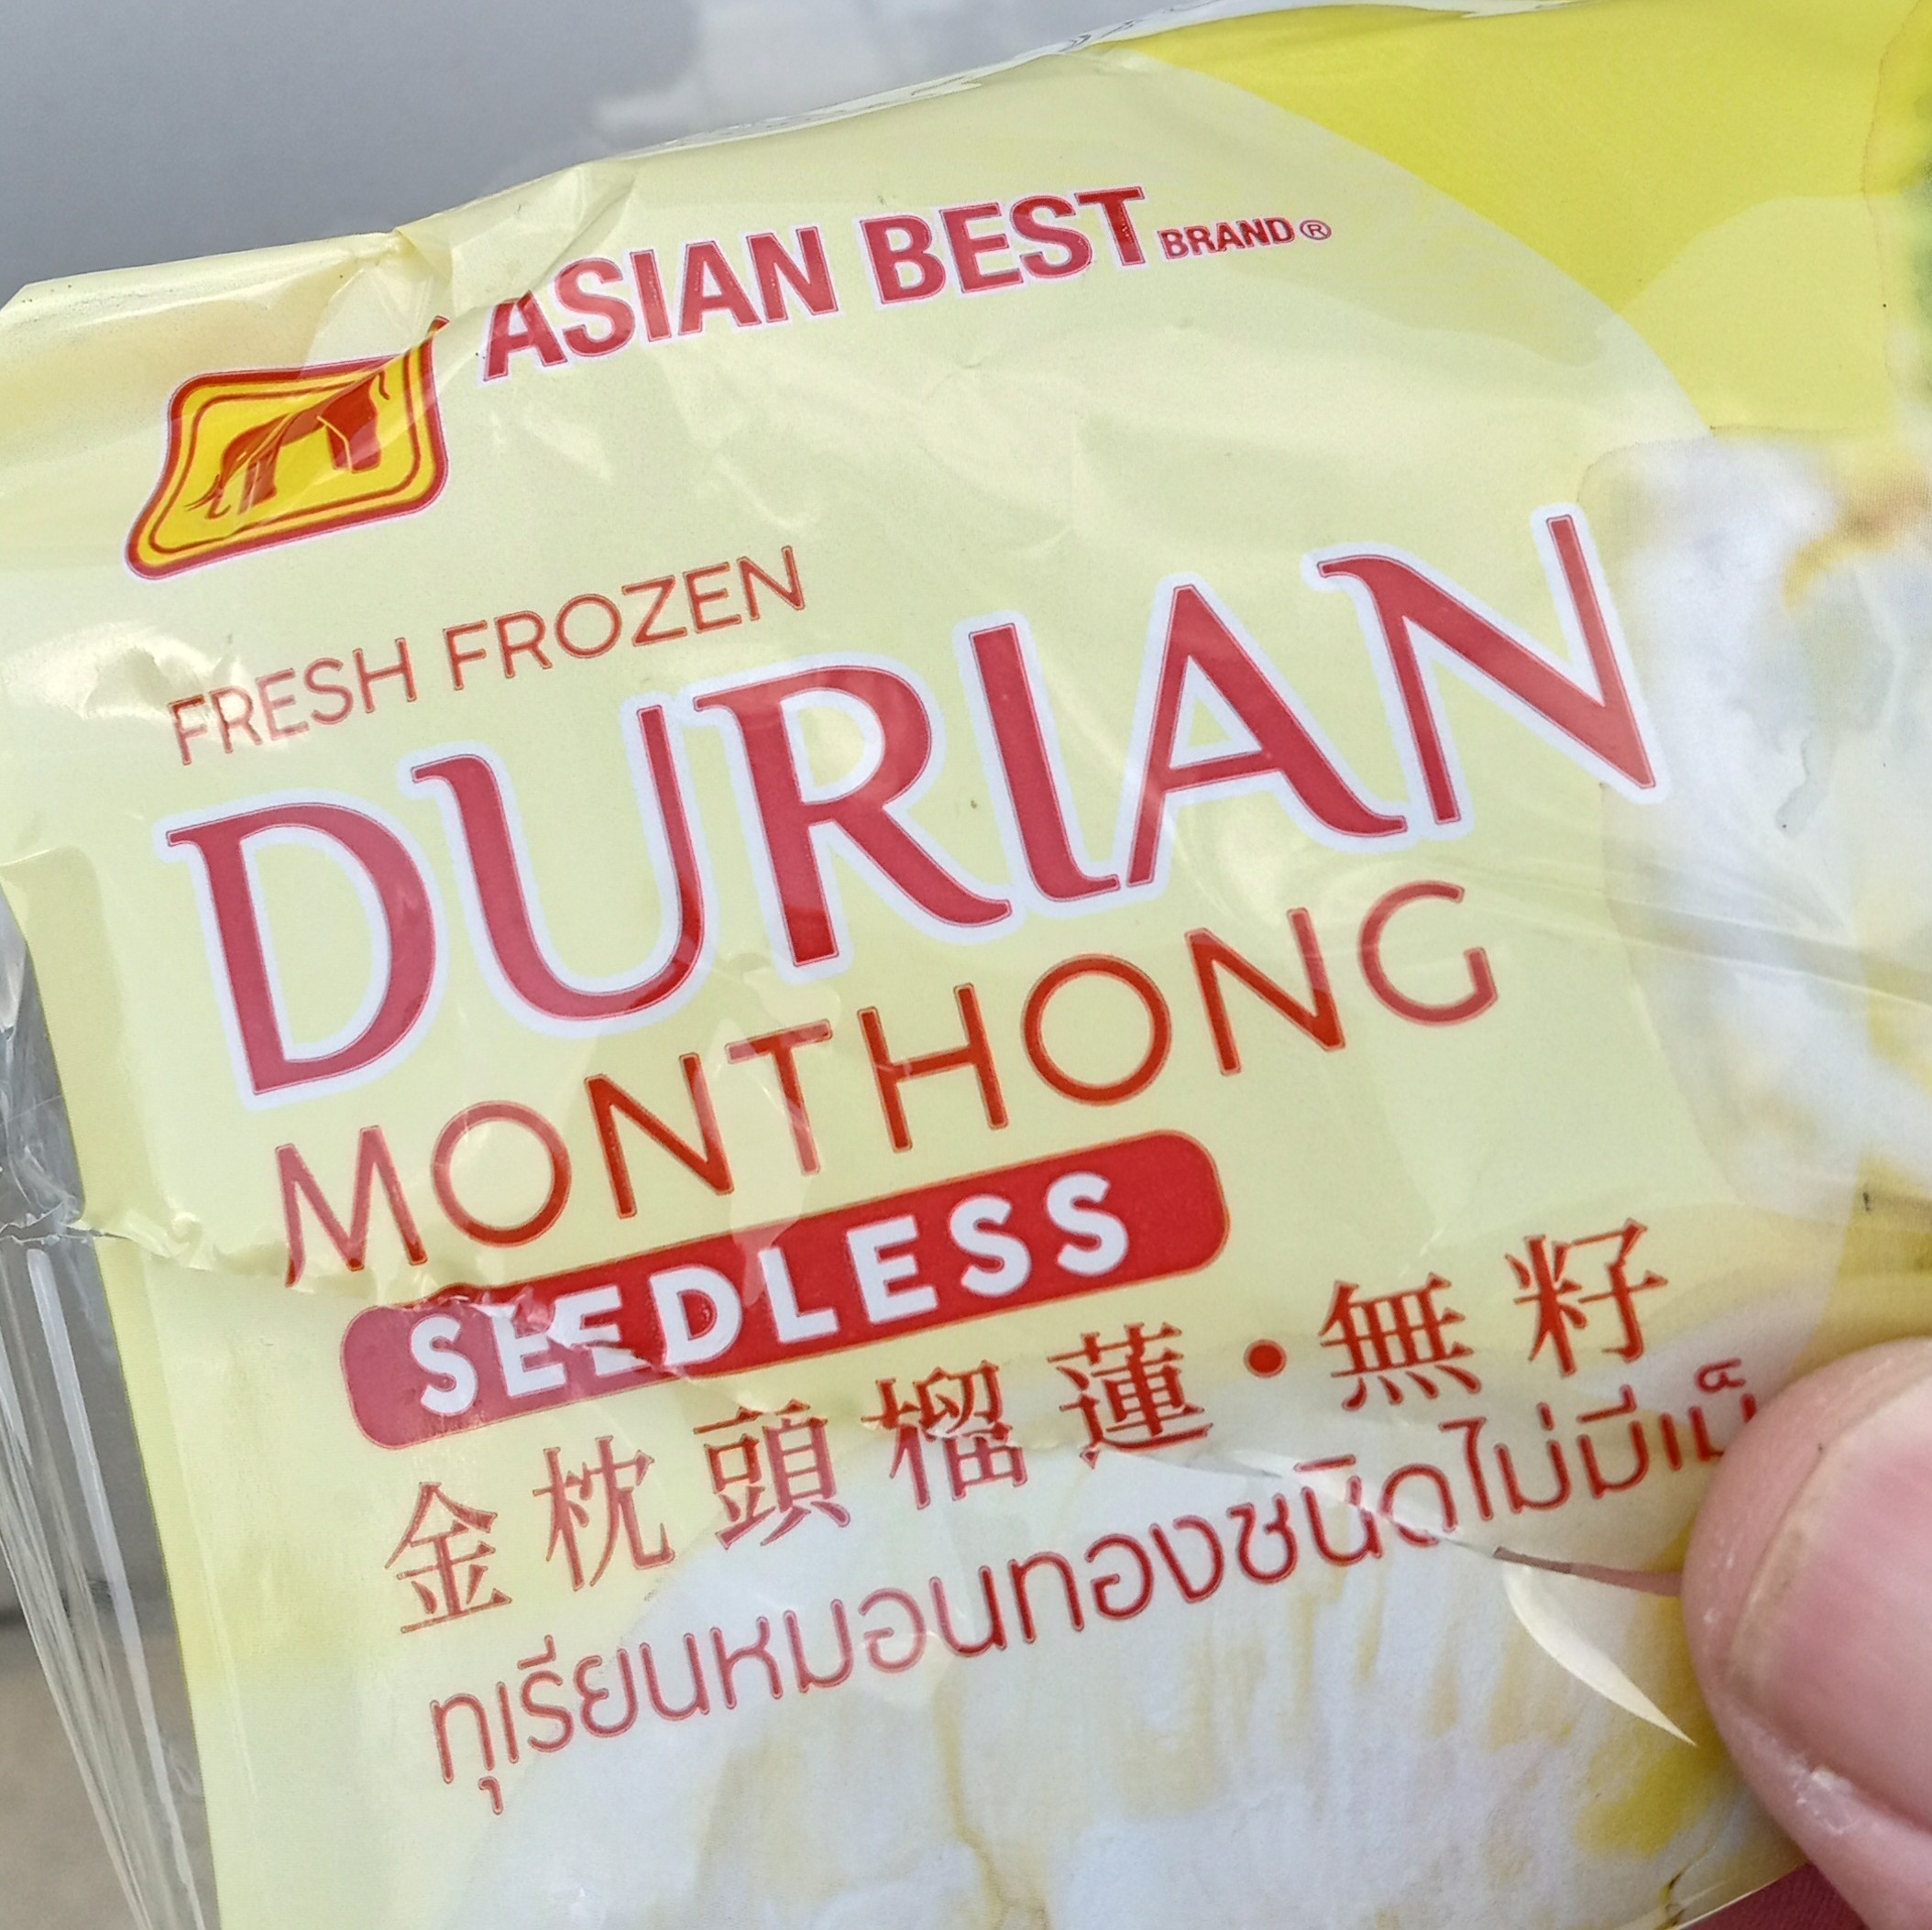 ASIAN BEST BRAND®
FRESH FROZEN
DURIAN
MONTHONG
SEEDLESS
金枕頭榴蓮•無籽
ทุเรียนหมอนทองชนิดไม่มี